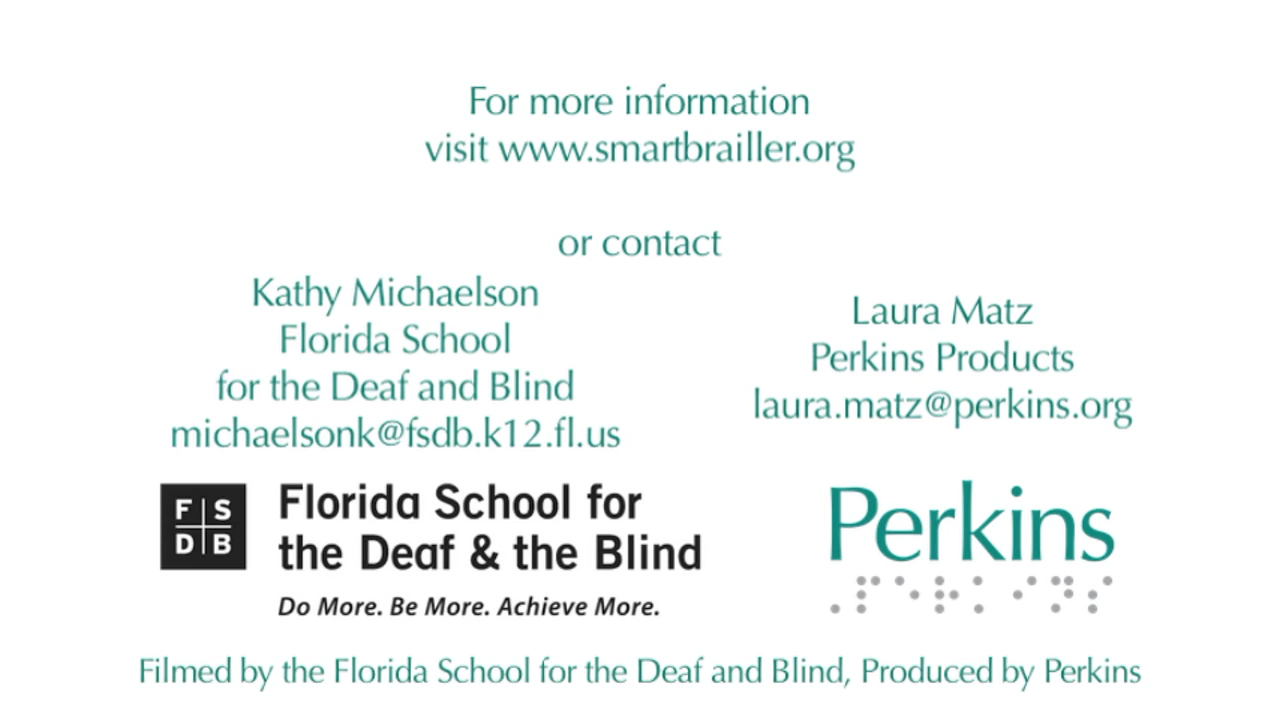 For more information
visit www.smartbrailler.org
or contact
Kathy Michaelson
Florida School
for the Deaf and Blind
michaelsonk@fsdb.k12.fl.us
Laura Matz
Perkins Products
laura.matz@perkins.org
F S
D B
Florida School for
the Deaf & the Blind
Do More. Be More. Achieve More.
Perkins
⠠⠏⠑⠗⠅⠊⠝⠎
Filmed by the Florida School for the Deaf and Blind, Produced by Perkins